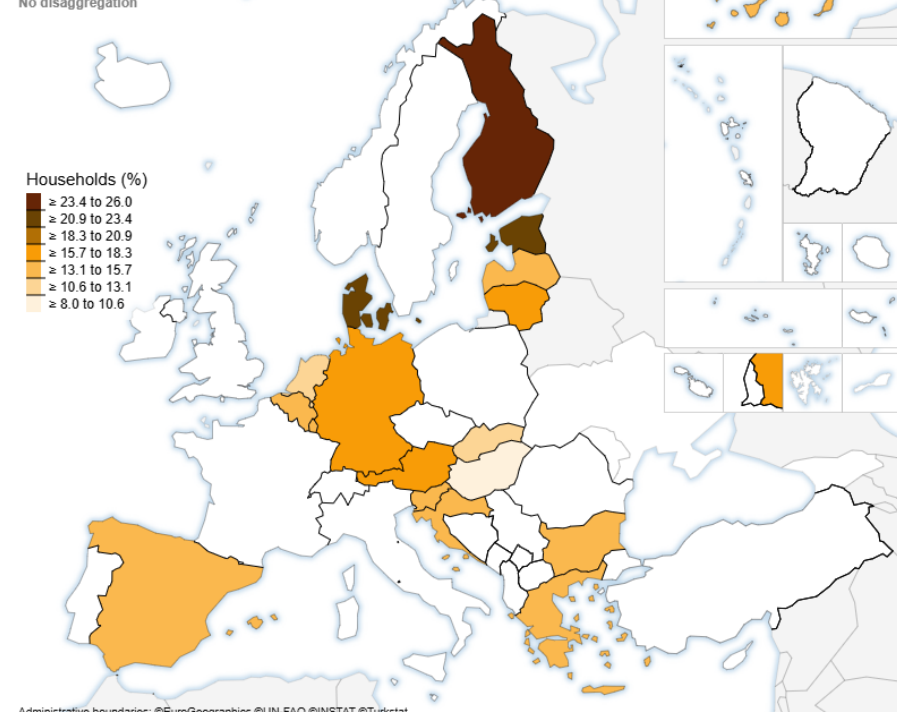 No disaggregation
Households (%)
≥ 23.4 to 26.0
≥ 20.9 to 23.4
≥ 18.3 to 20.9
≥ 15.7 to 18.3
≥ 13.1 to 15.7
≥ 10.6 to 13.1
≥ 8.0 to 10.6
Administrative boundaries: ©EuroGeographics ©UN-FAO ©INSTAT ©Turkstat